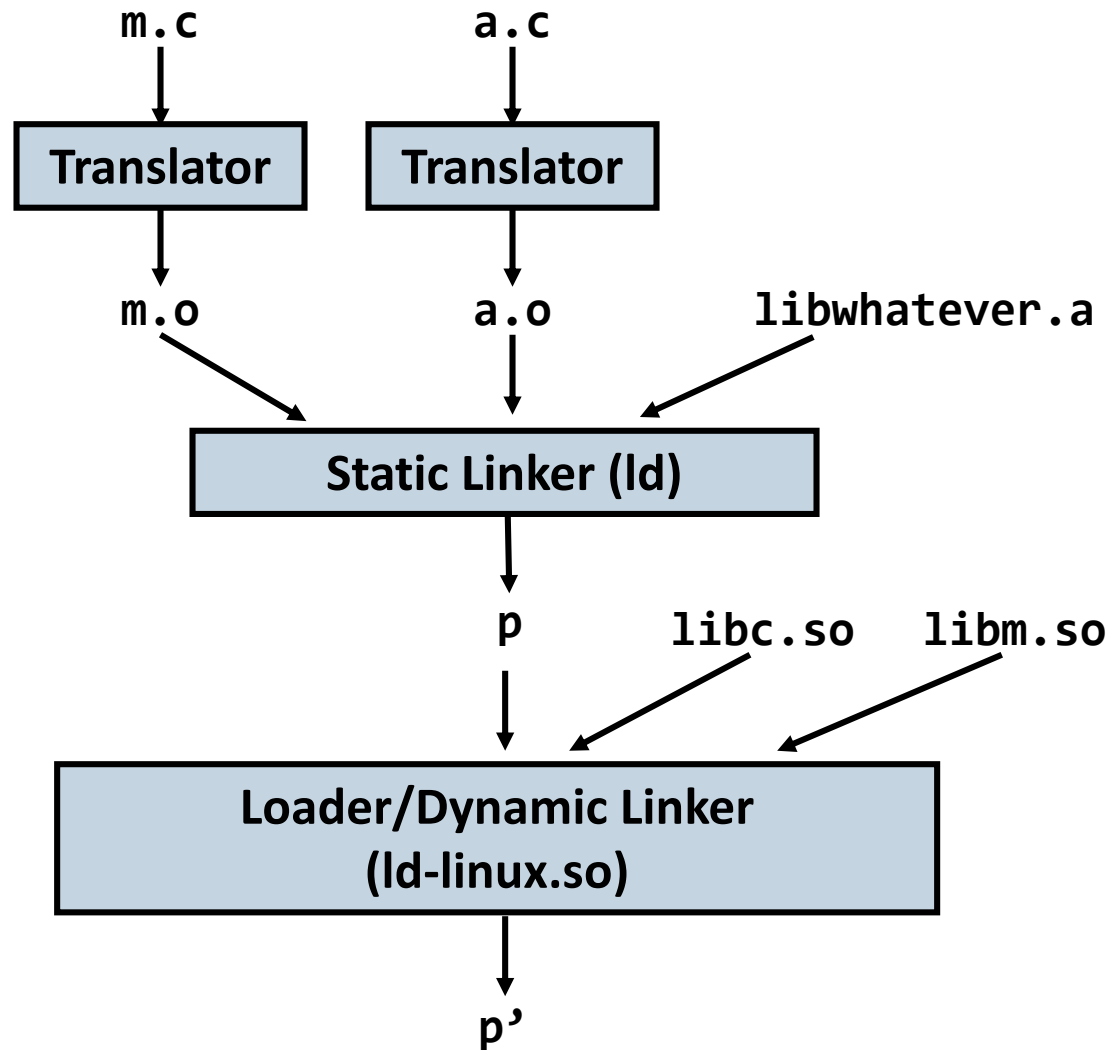 m.c
a.c
Translator
Translator
m.o
a.o
libwhatever.a
Static Linker (ld)
p
libc.so
libm.so
Loader/Dynamic Linker
(ld-linux.so)
p’